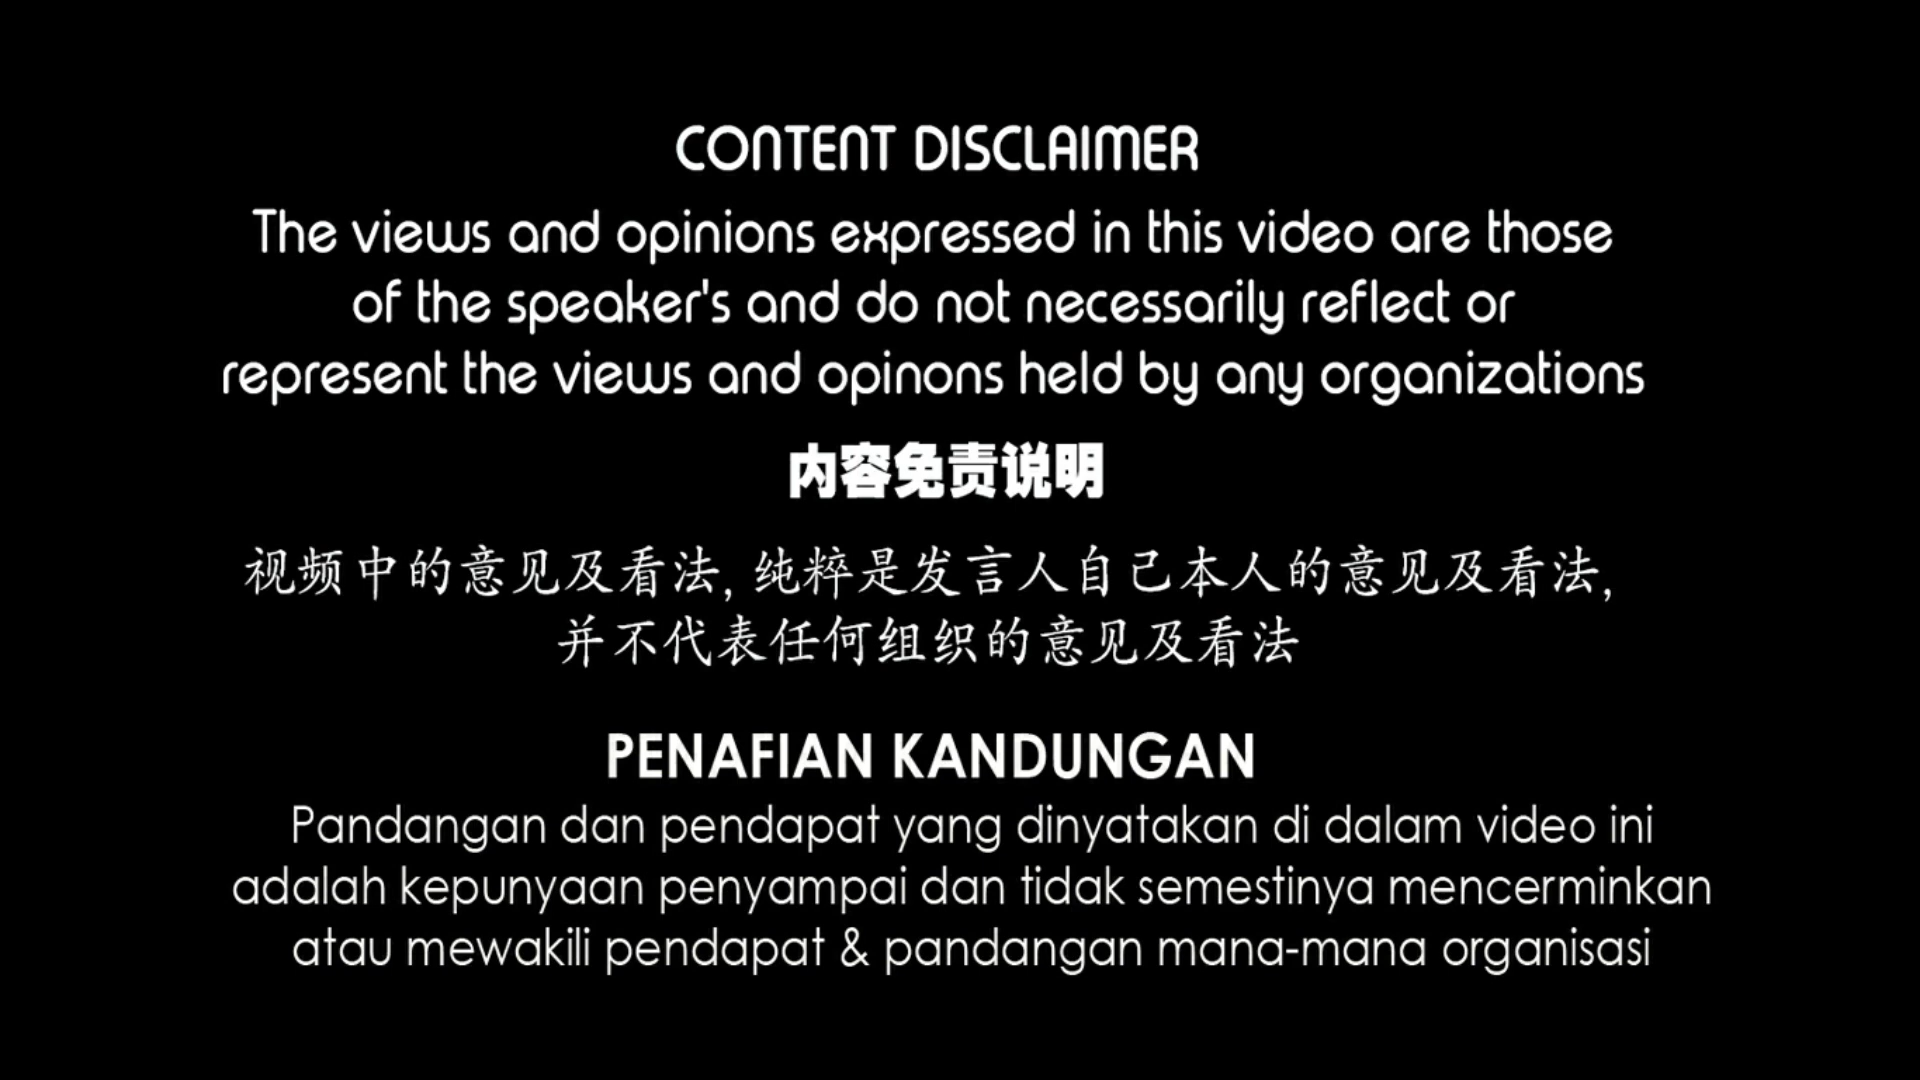 CONTENT DISCLAIMER
The views and opinions expressed in this video are those
of the speaker's and do not necessarily reflect or
represent the views and opinons held by any organizations
内容免责说明
视频中的意见及看法, 纯粹是发言人自己本人的意见及看法,
并不代表任何组织的意见及看法
PENAFIAN KANDUNGAN
Pandangan dan pendapat yang dinyatakan di dalam video ini
adalah kepunyaan penyampai dan tidak semestinya mencerminkan
atau mewakili pendapat & pandangan mana-mana organisasi